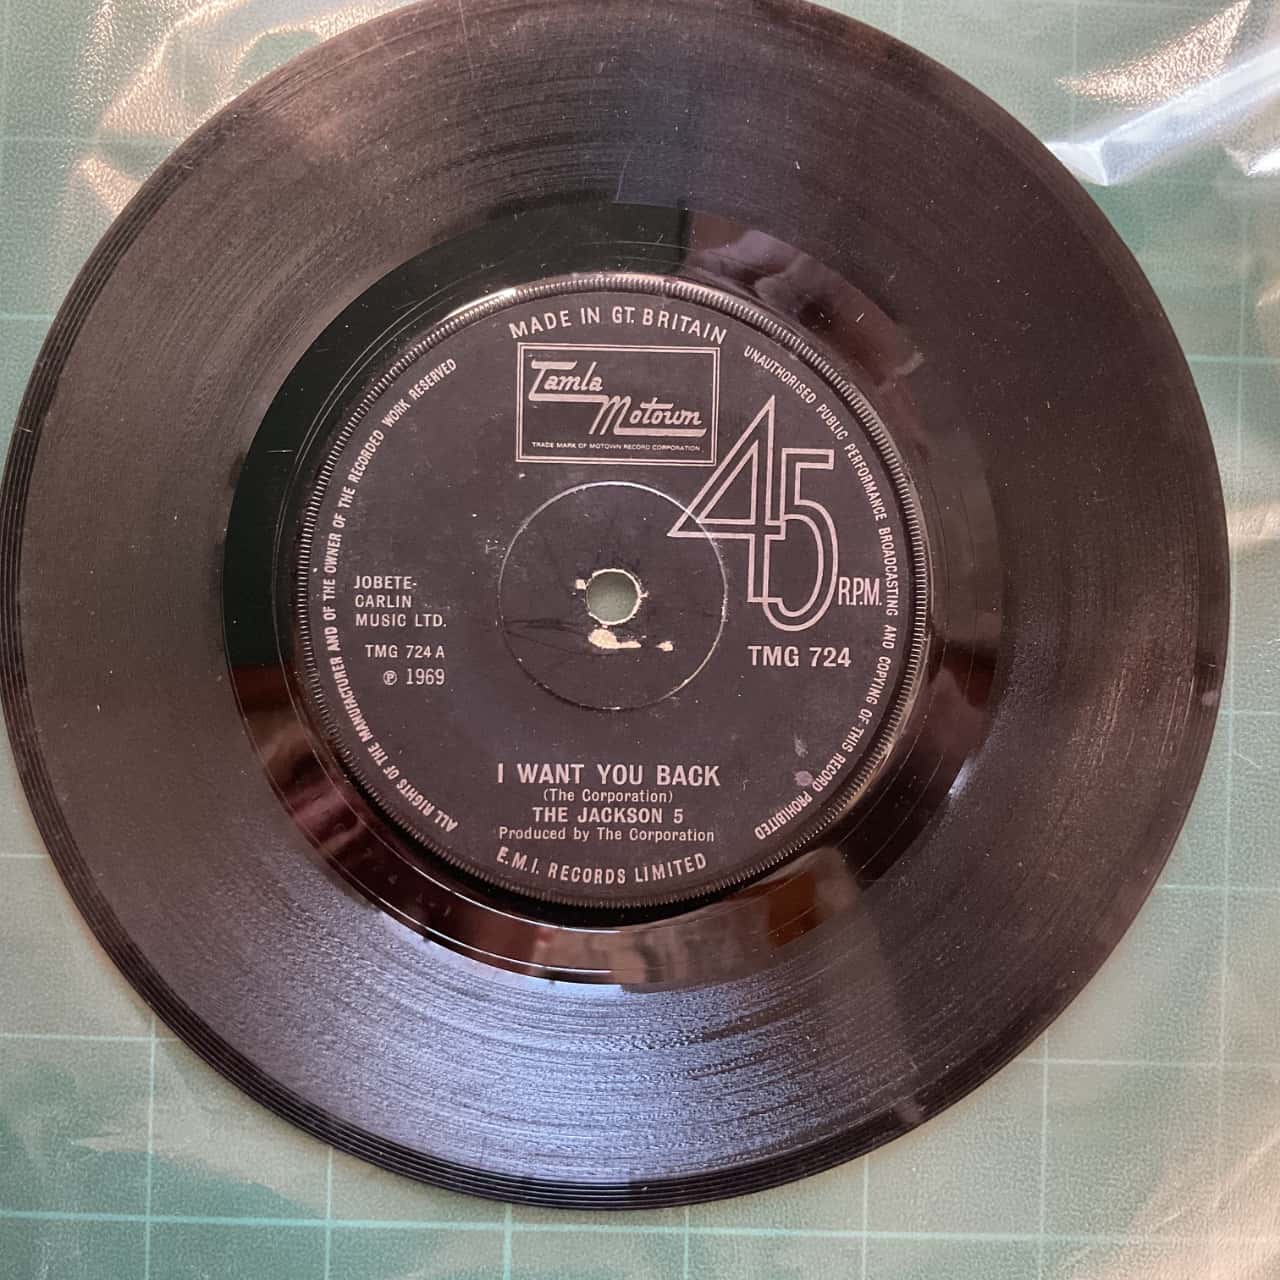 MADE IN GT. BRITAIN
Tamla
Motown
TRADE MARK OF MOTOWN RECORD CORPORATION
45
R.P.M.
TMG 724
JOBETE-
CARLIN
MUSIC LTD.
TMG 724 A
℗ 1969
I WANT YOU BACK
(The Corporation)
THE JACKSON 5
Produced by The Corporation
E.M.I. RECORDS LIMITED
ALL RIGHTS OF THE MANUFACTURER AND OF THE OWNER OF THE RECORDED WORK RESERVED
UNAUTHORISED PUBLIC PERFORMANCE BROADCASTING AND COPYING OF THIS RECORD PROHIBITED